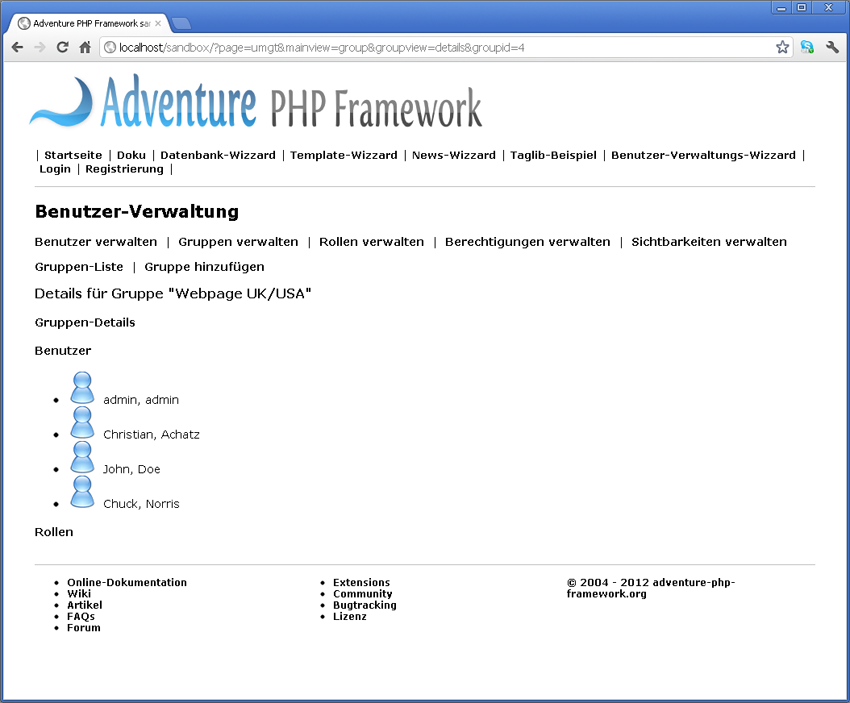 Adventure PHP Framework sa
localhost/sandbox/?page=umgt&mainview=group&groupview=details&groupid=4
Adventure PHP Framework
| Startseite | Doku | Datenbank-Wizzard | Template-Wizzard | News-Wizzard | Taglib-Beispiel | Benutzer-Verwaltungs-Wizzard |
Login | Registrierung |
Benutzer-Verwaltung
Benutzer verwalten | Gruppen verwalten | Rollen verwalten | Berechtigungen verwalten | Sichtbarkeiten verwalten
Gruppen-Liste | Gruppe hinzufügen
Details für Gruppe "Webpage UK/USA"
Gruppen-Details
Benutzer
admin, admin
Christian, Achatz
John, Doe
Chuck, Norris
Rollen
Online-Dokumentation
Wiki
Artikel
FAQs
Forum
Extensions
Community
Bugtracking
Lizenz
© 2004 - 2012 adventure-php-
framework.org